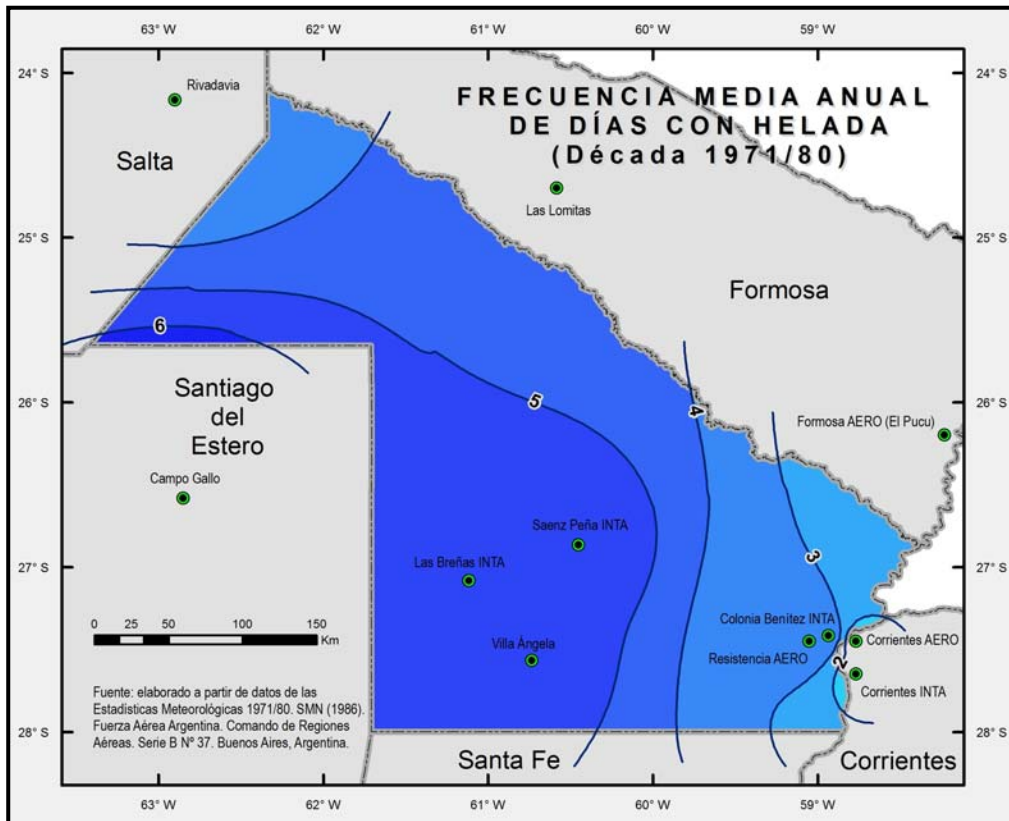 63° W
62° W
61° W
60° W
59° W
24° S
24° S
Rivadavia
FRECUENCIA MEDIA ANUAL
DE DÍAS CON HELADA
(Década 1971/80)
Salta
Las Lomitas
25° S
25° S
Formosa
6
Santiago
del
Estero
5
4
26° S
26° S
Formosa AERO (El Pucu)
Campo Gallo
Saenz Peña INTA
Las Breñas INTA
3
27° S
27° S
0 25 50 100 150
Km
Colonia Benítez INTA
Resistencia AERO
Corrientes AERO
2
Corrientes INTA
Villa Ángela
Fuente: elaborado a partir de datos de las
Estadísticas Meteorológicas 1971/80. SMN (1986).
Fuerza Aérea Argentina. Comando de Regiones
Aéreas. Serie B Nº 37. Buenos Aires, Argentina.
28° S
28° S
Santa Fe
Corrientes
63° W
62° W
61° W
60° W
59° W